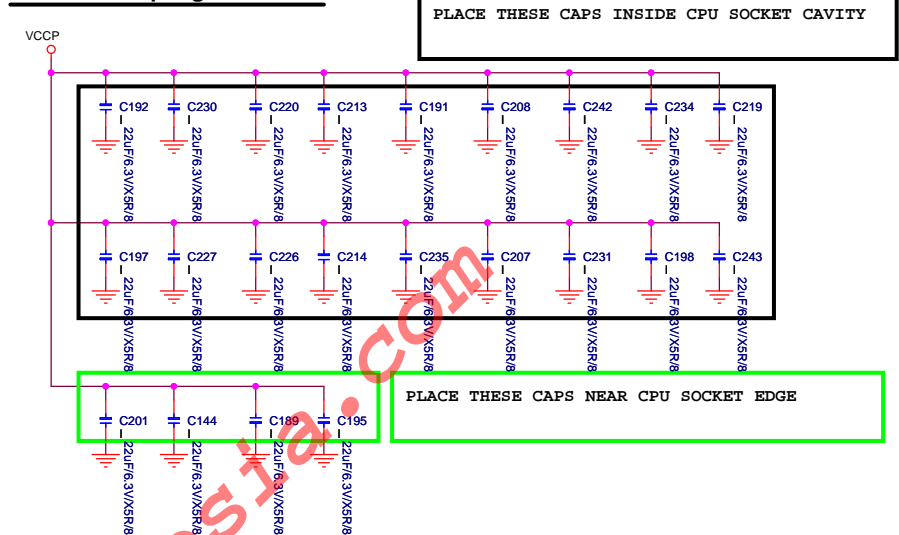 PLACE THESE CAPS INSIDE CPU SOCKET CAVITY
VCCP
C192 C230 C220 C213 C191 C208 C242 C234 C219
22uF/6.3V/X5R/8 22uF/6.3V/X5R/8 22uF/6.3V/X5R/8 22uF/6.3V/X5R/8 22uF/6.3V/X5R/8 22uF/6.3V/X5R/8 22uF/6.3V/X5R/8 22uF/6.3V/X5R/8 22uF/6.3V/X5R/8
C197 C227 C226 C214 C235 C207 C231 C198 C243
22uF/6.3V/X5R/8 22uF/6.3V/X5R/8 22uF/6.3V/X5R/8 22uF/6.3V/X5R/8 22uF/6.3V/X5R/8 22uF/6.3V/X5R/8 22uF/6.3V/X5R/8 22uF/6.3V/X5R/8 22uF/6.3V/X5R/8
PLACE THESE CAPS NEAR CPU SOCKET EDGE
C201 C144 C189 C195
22uF/6.3V/X5R/8 22uF/6.3V/X5R/8 22uF/6.3V/X5R/8 22uF/6.3V/X5R/8
sia.com